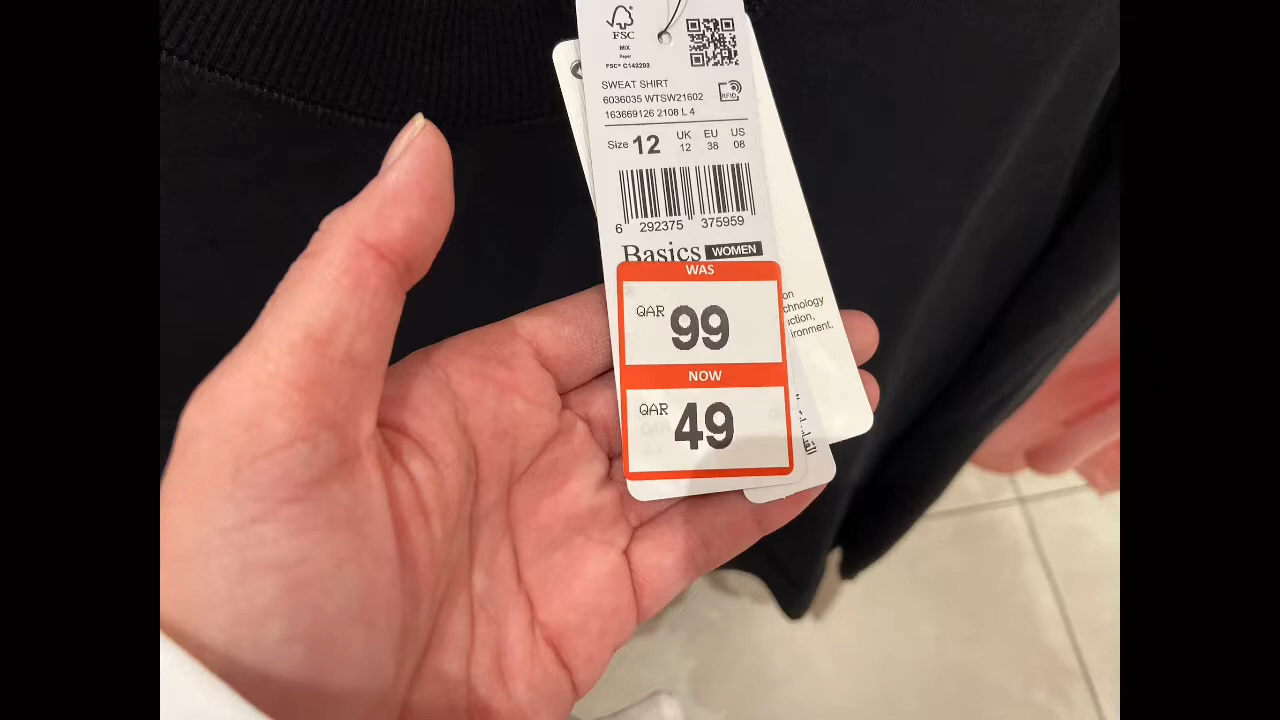 FSC
MIX
Paper
FSC® C143203
SWEAT SHIRT
6036035 WTSW21602
163669126 2108 L 4
RFID
Size 12 UK 12 EU 38 US 08
6 292375 375959
Basics WOMEN
WAS
QAR 99
NOW
QAR 49
on
chnology
uction,
ironment.